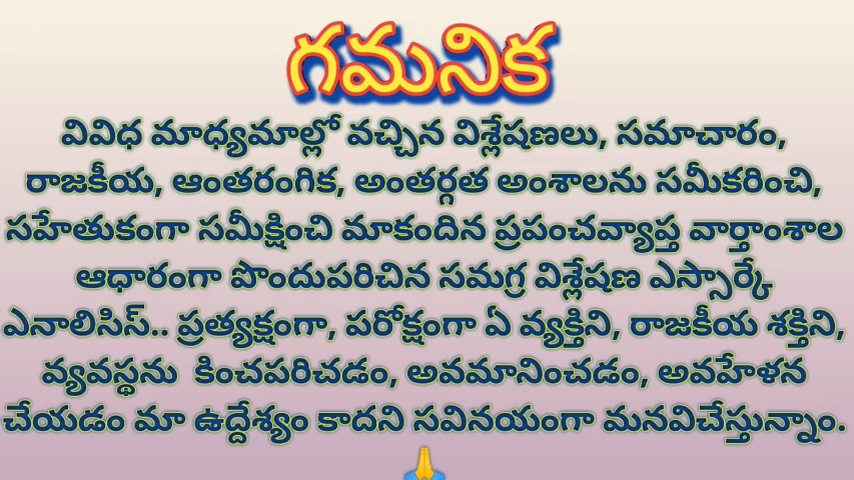 గమనిక
వివిధ మాధ్యమాల్లో వచ్చిన విశ్లేషణలు, సమాచారం,
రాజకీయ, ఆంతరంగిక, అంతర్గత అంశాలను సమీకరించి,
సహేతుకంగా సమీక్షించి మాకందిన ప్రపంచవ్యాప్త వార్తాంశాల
ఆధారంగా పొందుపరిచిన సమగ్ర విశ్లేషణ ఎస్సార్కే
ఎనాలిసిస్.. ప్రత్యక్షంగా, పరోక్షంగా ఏ వ్యక్తిని, రాజకీయ శక్తిని,
వ్యవస్థను కించపరిచడం, అవమానించడం, అవహేళన
చేయడం మా ఉద్దేశ్యం కాదని సవినయంగా మనవిచేస్తున్నాం.
🙏